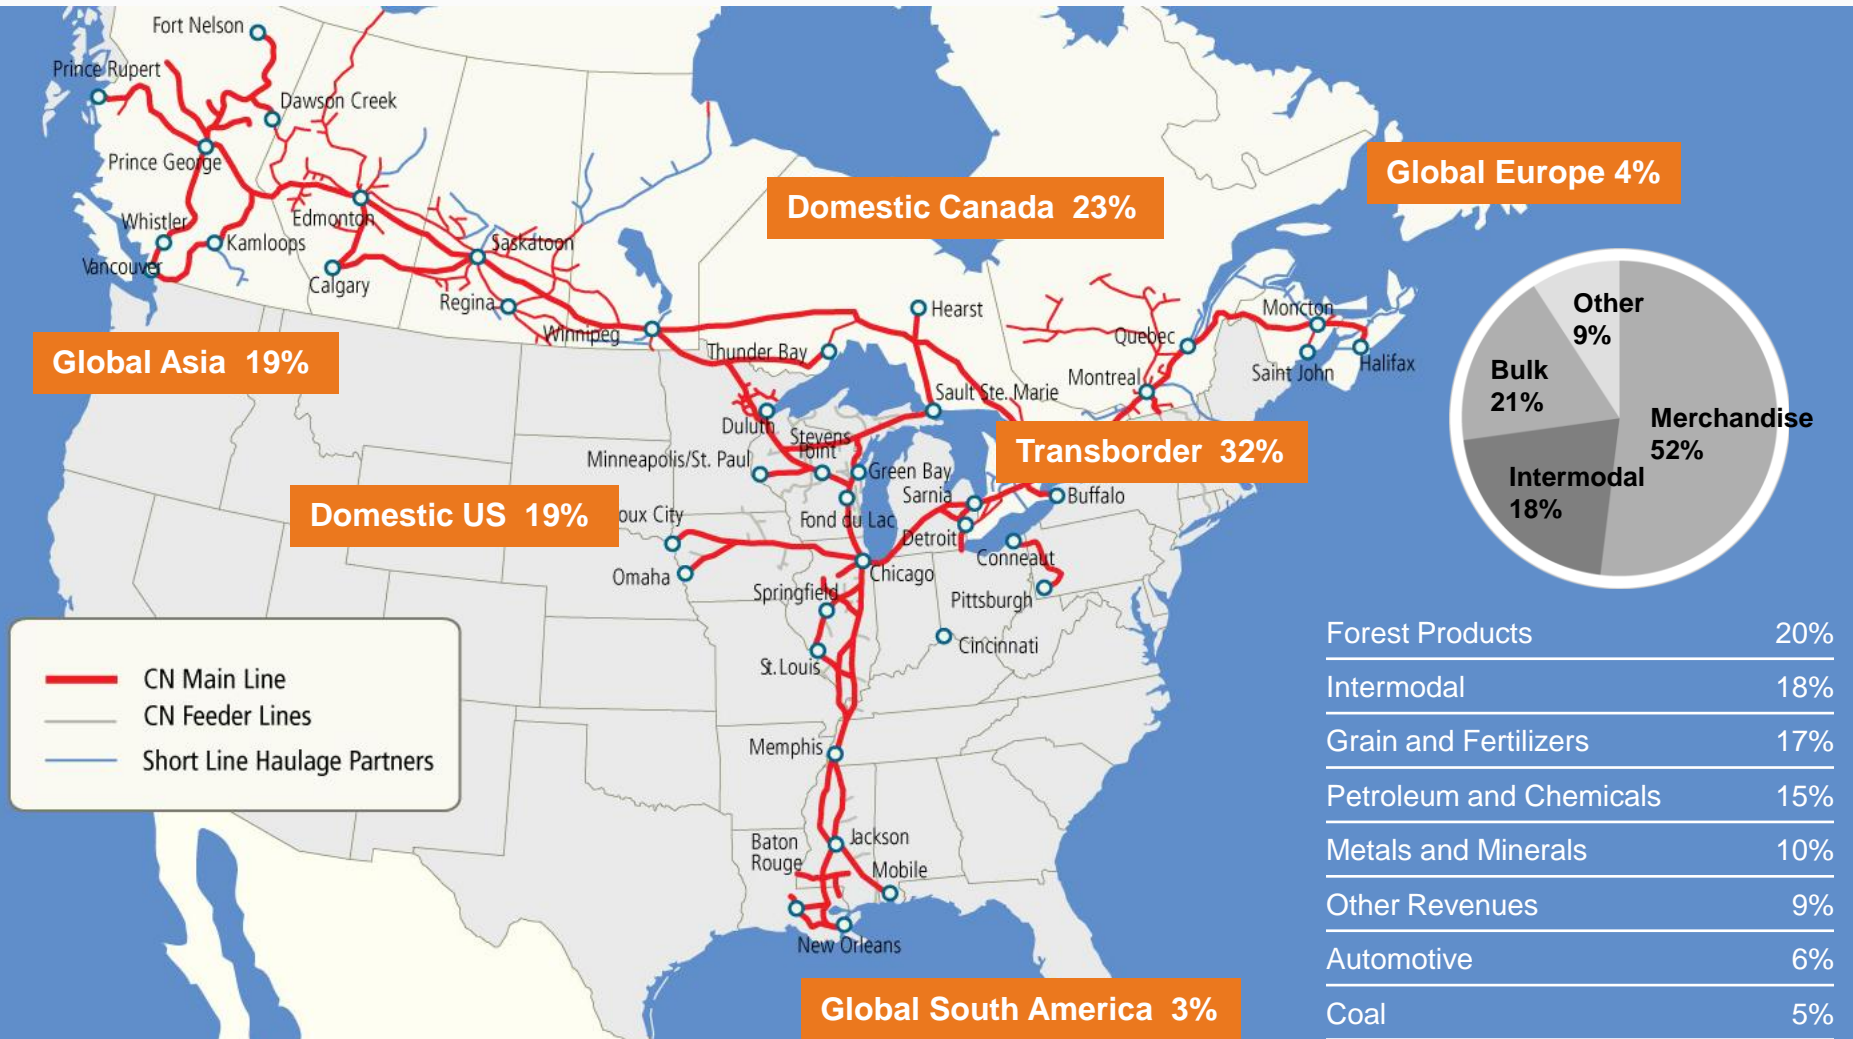 Fort Nelson
Prince Rupert
Dawson Creek
Prince George
Whistler
Edmonton
Kamloops
Saskatoon
Vancouver
Calgary
Regina
Winnipeg
Hearst
Thunder Bay
Quebec
Moncton
Montreal
Saint John
Halifax
Sault Ste. Marie
Duluth
Stevens
Point
Minneapolis/St. Paul
Green Bay
Sarnia
Buffalo
oux City
Fond du Lac
Detroit
Conneaut
Omaha
Chicago
Springfield
Pittsburgh
Cincinnati
St. Louis
Memphis
Baton
Rouge
Jackson
Mobile
New Orleans
Global Europe 4%
Domestic Canada 23%
Global Asia 19%
Transborder 32%
Domestic US 19%
Global South America 3%
CN Main Line
CN Feeder Lines
Short Line Haulage Partners
Other
9%
Bulk
21%
Merchandise
52%
Intermodal
18%
Forest Products 20%
Intermodal 18%
Grain and Fertilizers 17%
Petroleum and Chemicals 15%
Metals and Minerals 10%
Other Revenues 9%
Automotive 6%
Coal 5%